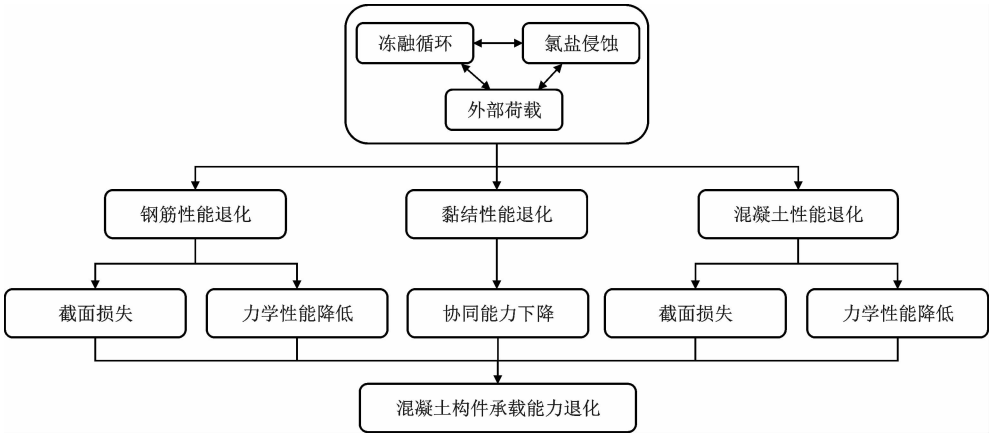 冻融循环
氯盐侵蚀
外部荷载
钢筋性能退化
黏结性能退化
混凝土性能退化
截面损失
力学性能降低
协同能力下降
截面损失
力学性能降低
混凝土构件承载能力退化